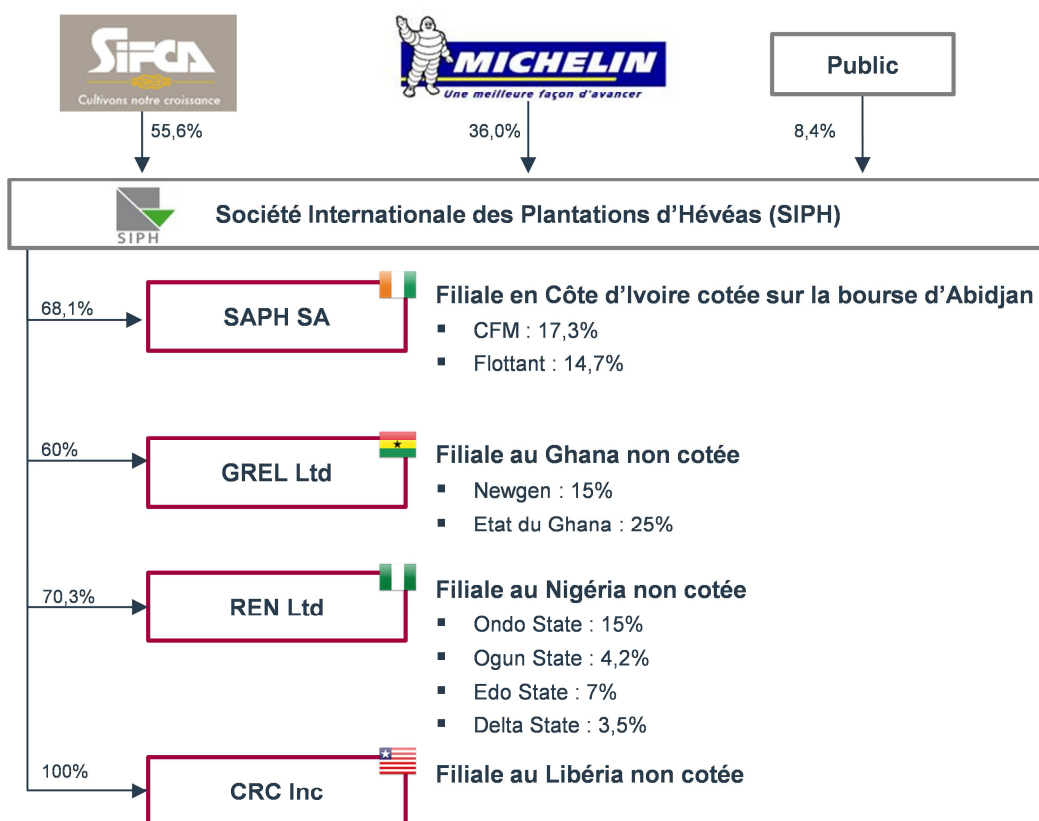 SIFCA
Cultivons notre croissance
MICHELIN
Une meilleure façon d'avancer
Public
55,6%
36,0%
8,4%
SIPH
Société Internationale des Plantations d’Hévéas (SIPH)
68,1%
SAPH SA
Filiale en Côte d’Ivoire cotée sur la bourse d’Abidjan
▪ CFM : 17,3%
▪ Flottant : 14,7%
60%
GREL Ltd
Filiale au Ghana non cotée
▪ Newgen : 15%
▪ Etat du Ghana : 25%
70,3%
REN Ltd
Filiale au Nigéria non cotée
▪ Ondo State : 15%
▪ Ogun State : 4,2%
▪ Edo State : 7%
▪ Delta State : 3,5%
100%
CRC Inc
Filiale au Libéria non cotée